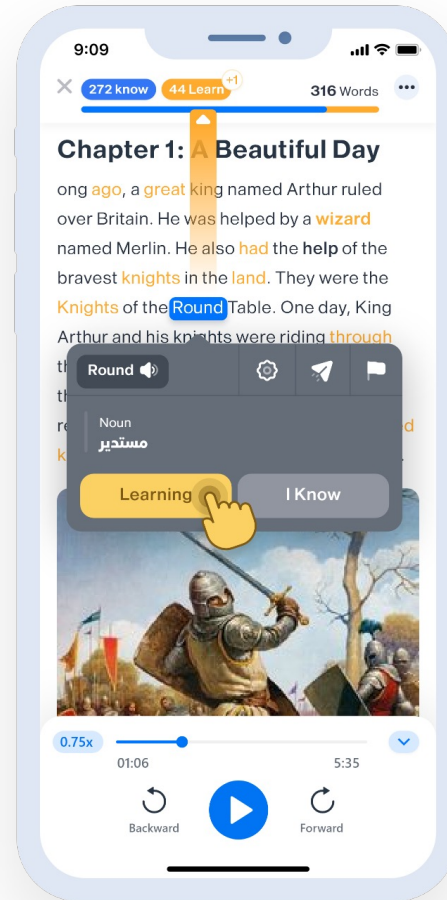 9:09
272 know 44 Learn +1 316 Words
Chapter 1: A Beautiful Day
ong ago, a great king named Arthur ruled
over Britain. He was helped by a wizard
named Merlin. He also had the help of the
bravest knights in the land. They were the
Knights of the Round Table. One day, King
Arthur and his knights were riding through
Round
Noun
مستدير
Learning I Know
0.75x
01:06 5:35
Backward Forward